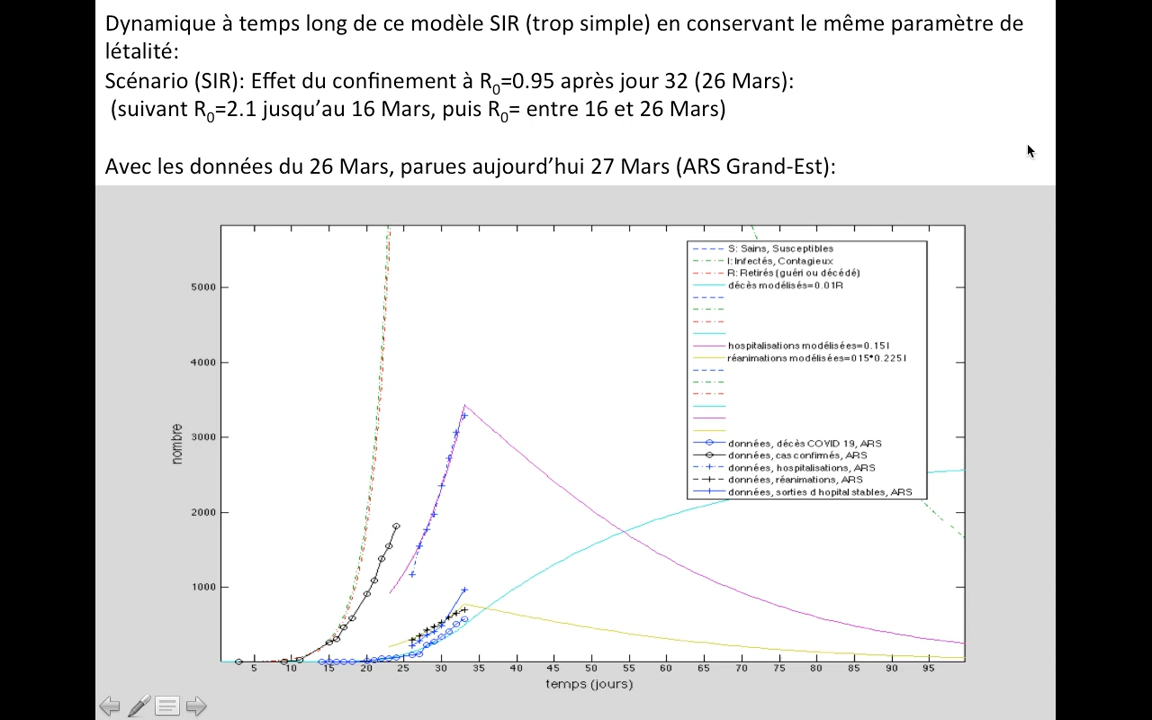 Dynamique à temps long de ce modèle SIR (trop simple) en conservant le même paramètre de
létalité:
Scénario (SIR): Effet du confinement à R0=0.95 après jour 32 (26 Mars):
(suivant R0=2.1 jusqu'au 16 Mars, puis R0= entre 16 et 26 Mars)
Avec les données du 26 Mars, parues aujourd'hui 27 Mars (ARS Grand-Est):
S: Sains, Susceptibles
I: Infectés, Contagieux
R: Retirés (guéri ou décédé)
décès modélisés=0.01R
hospitalisations modélisées=0.15I
réanimations modélisées=015*0.225I
données, décès COVID 19, ARS
données, cas confirmés, ARS
données, hospitalisations, ARS
données, réanimations, ARS
données, sorties d hopital stables, ARS
5000
4000
3000
2000
1000
nombre
5 10 15 20 25 30 35 40 45 50 55 60 65 70 75 80 85 90 95
temps (jours)